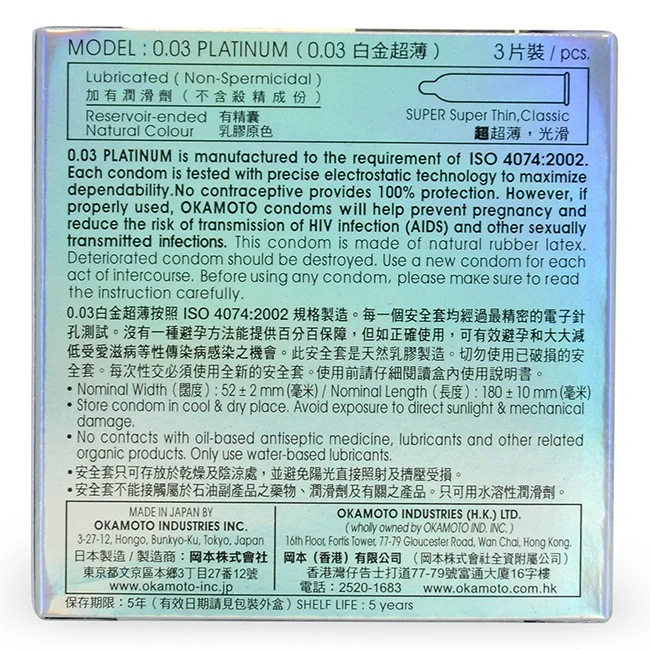 MODEL : 0.03 PLATINUM ( 0.03 白金超薄 ) 3片裝 / pcs.
Lubricated ( Non-Spermicidal )
加有潤滑劑 ( 不含殺精成份 )
Reservoir-ended 有精囊 SUPER Super Thin,Classic
Natural Colour 乳膠原色 超超薄，光滑
0.03 PLATINUM is manufactured to the requirement of ISO 4074:2002.
Each condom is tested with precise electrostatic technology to maximize
dependability.No contraceptive provides 100% protection. However, if
properly used, OKAMOTO condoms will help prevent pregnancy and
reduce the risk of transmission of HIV infection (AIDS) and other sexually
transmitted infections. This condom is made of natural rubber latex.
Deteriorated condom should be destroyed. Use a new condom for each
act of intercourse. Before using any condom, please make sure to read
the instruction carefully.
0.03白金超薄按照 ISO 4074:2002 規格製造。每一個安全套均經過最精密的電子針
孔測試。沒有一種避孕方法能提供百分百保障，但如正確使用，可有效避孕和大大減
低受愛滋病等性傳染病感染之機會。此安全套是天然乳膠製造。切勿使用已破損的安
全套。每次性交必須使用全新的安全套。使用前請仔細閱讀盒內使用說明書。
• Nominal Width (闊度) : 52 ± 2 mm (毫米) / Nominal Length (長度) : 180 ± 10 mm (毫米)
• Store condom in cool & dry place. Avoid exposure to direct sunlight & mechanical
damage.
• No contacts with oil-based antiseptic medicine, lubricants and other related
organic products. Only use water-based lubricants.
• 安全套只可存放於乾燥及陰涼處，並避免陽光直接照射及擠壓受損。
• 安全套不能接觸屬於石油副產品之藥物、潤滑劑及有關之產品。只可用水溶性潤滑劑。
MADE IN JAPAN BY
OKAMOTO INDUSTRIES INC.
3-27-12, Hongo, Bunkyo-Ku, Tokyo, Japan
日本製造 / 製造商：岡本株式會社
東京都文京區本鄉3丁目27番12號
www.okamoto-inc.jp
OKAMOTO INDUSTRIES (H.K.) LTD.
( wholly owned by OKAMOTO IND. INC. )
16th Floor, Fortis Tower, 77-79 Gloucester Road, Wan Chai, Hong Kong.
岡本（香港）有限公司 （岡本株式會社全資附屬公司）
香港灣仔告士打道77-79號富通大廈16字樓
電話：2520-1683 www.okamoto.com.hk
保存期限：5年（有效日期請見包裝外盒）SHELF LIFE : 5 years